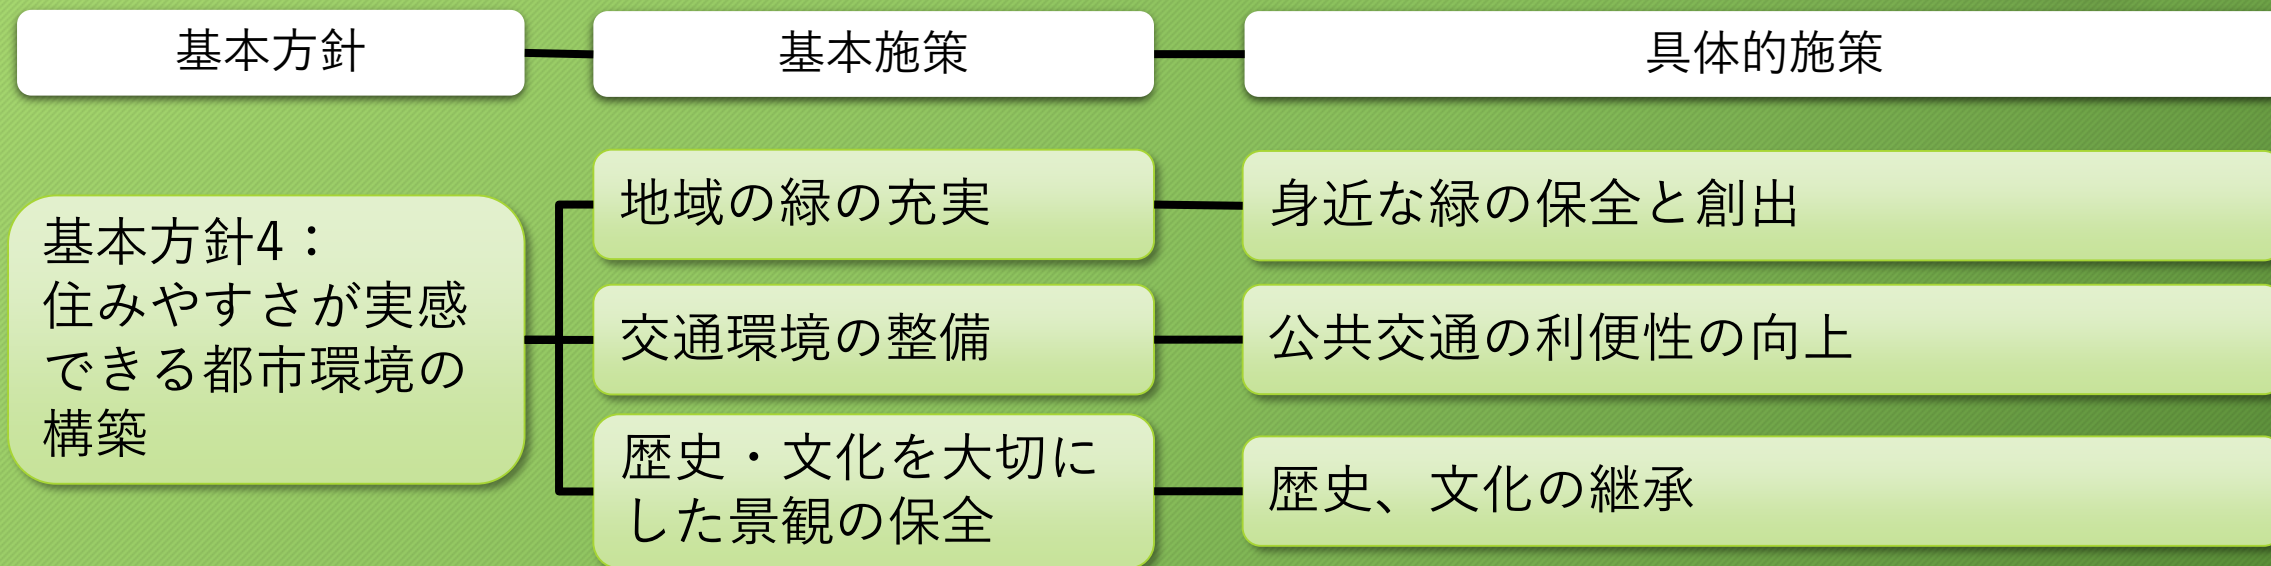 基本方針
基本施策
具体的施策
基本方針4：
住みやすさが実感
できる都市環境の
構築
地域の緑の充実
身近な緑の保全と創出
交通環境の整備
公共交通の利便性の向上
歴史・文化を大切に
した景観の保全
歴史、文化の継承